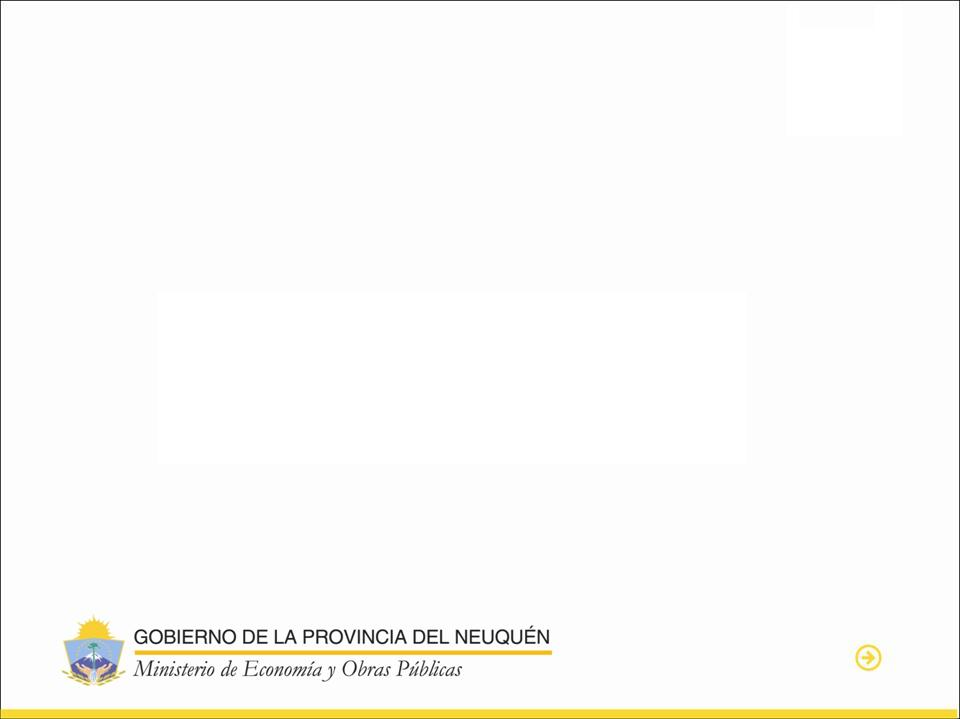 GOBIERNO DE LA PROVINCIA DEL NEUQUÉN
Ministerio de Economía y Obras Públicas